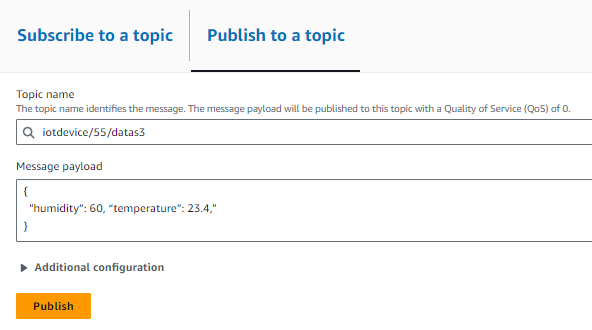 Subscribe to a topic
Publish to a topic
Topic name
The topic name identifies the message. The message payload will be published to this topic with a Quality of Service (QoS) of 0.
iotdevice/55/datas3
Message payload
{
"humidity": 60, “temperature”: 23.4,"
}
Additional configuration
Publish